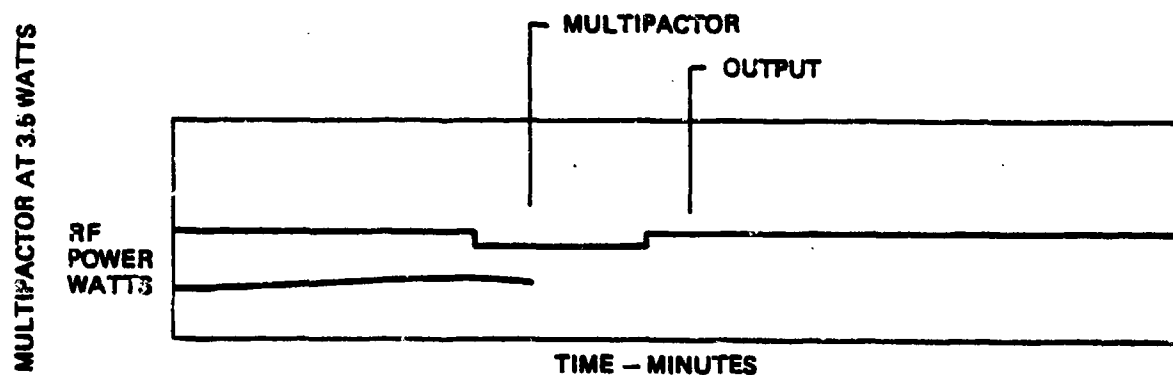 MULTIPACTOR
OUTPUT
MULTIPACTOR AT 3.5 WATTS
RF
POWER
WATTS
TIME – MINUTES